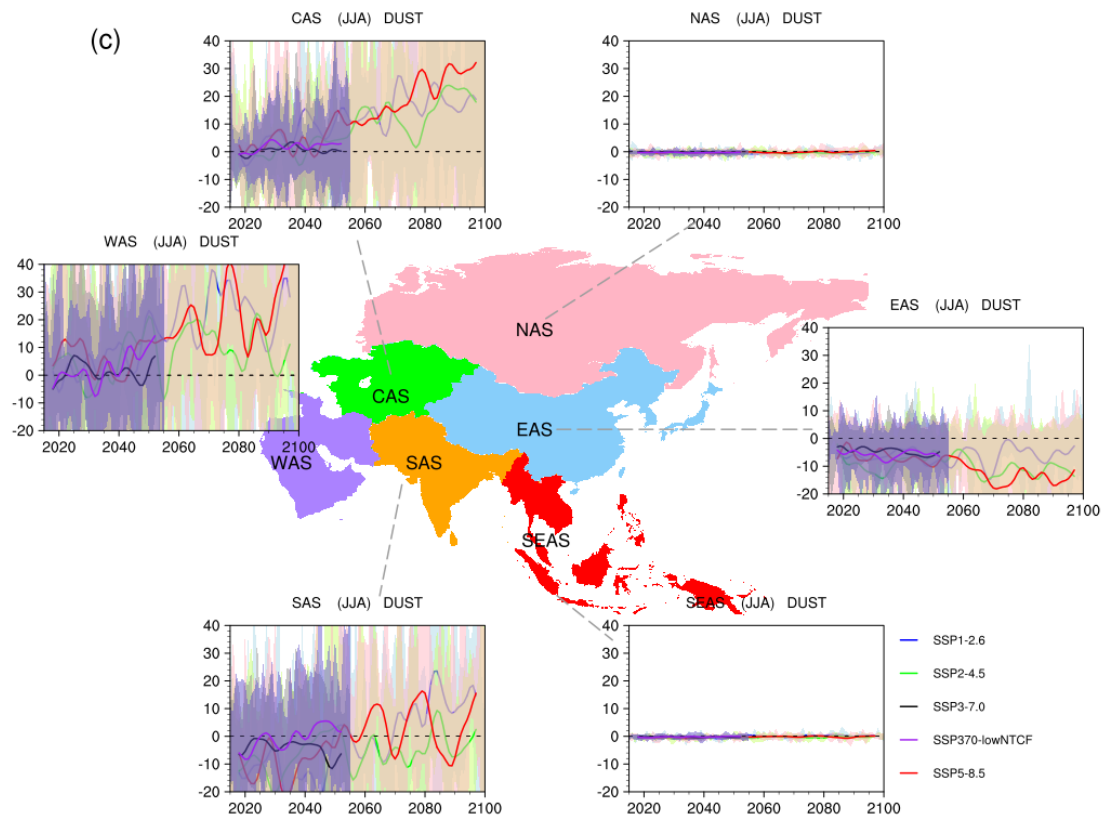 (c)
CAS (JJA) DUST
40
30
20
10
0
-10
-20
2020 2040 2060 2080 2100
NAS (JJA) DUST
40
30
20
10
0
-10
-20
2020 2040 2060 2080 2100
WAS (JJA) DUST
40
30
20
10
0
-10
-20
2020 2040 2060 2080 2100
EAS (JJA) DUST
40
30
20
10
0
-10
-20
2020 2040 2060 2080 2100
NAS
CAS
EAS
WAS
SAS
SEAS
SAS (JJA) DUST
40
30
20
10
0
-10
-20
2020 2040 2060 2080 2100
SEAS (JJA) DUST
40
30
20
10
0
-10
-20
2020 2040 2060 2080 2100
SSP1-2.6
SSP2-4.5
SSP3-7.0
SSP370-lowNTCF
SSP5-8.5